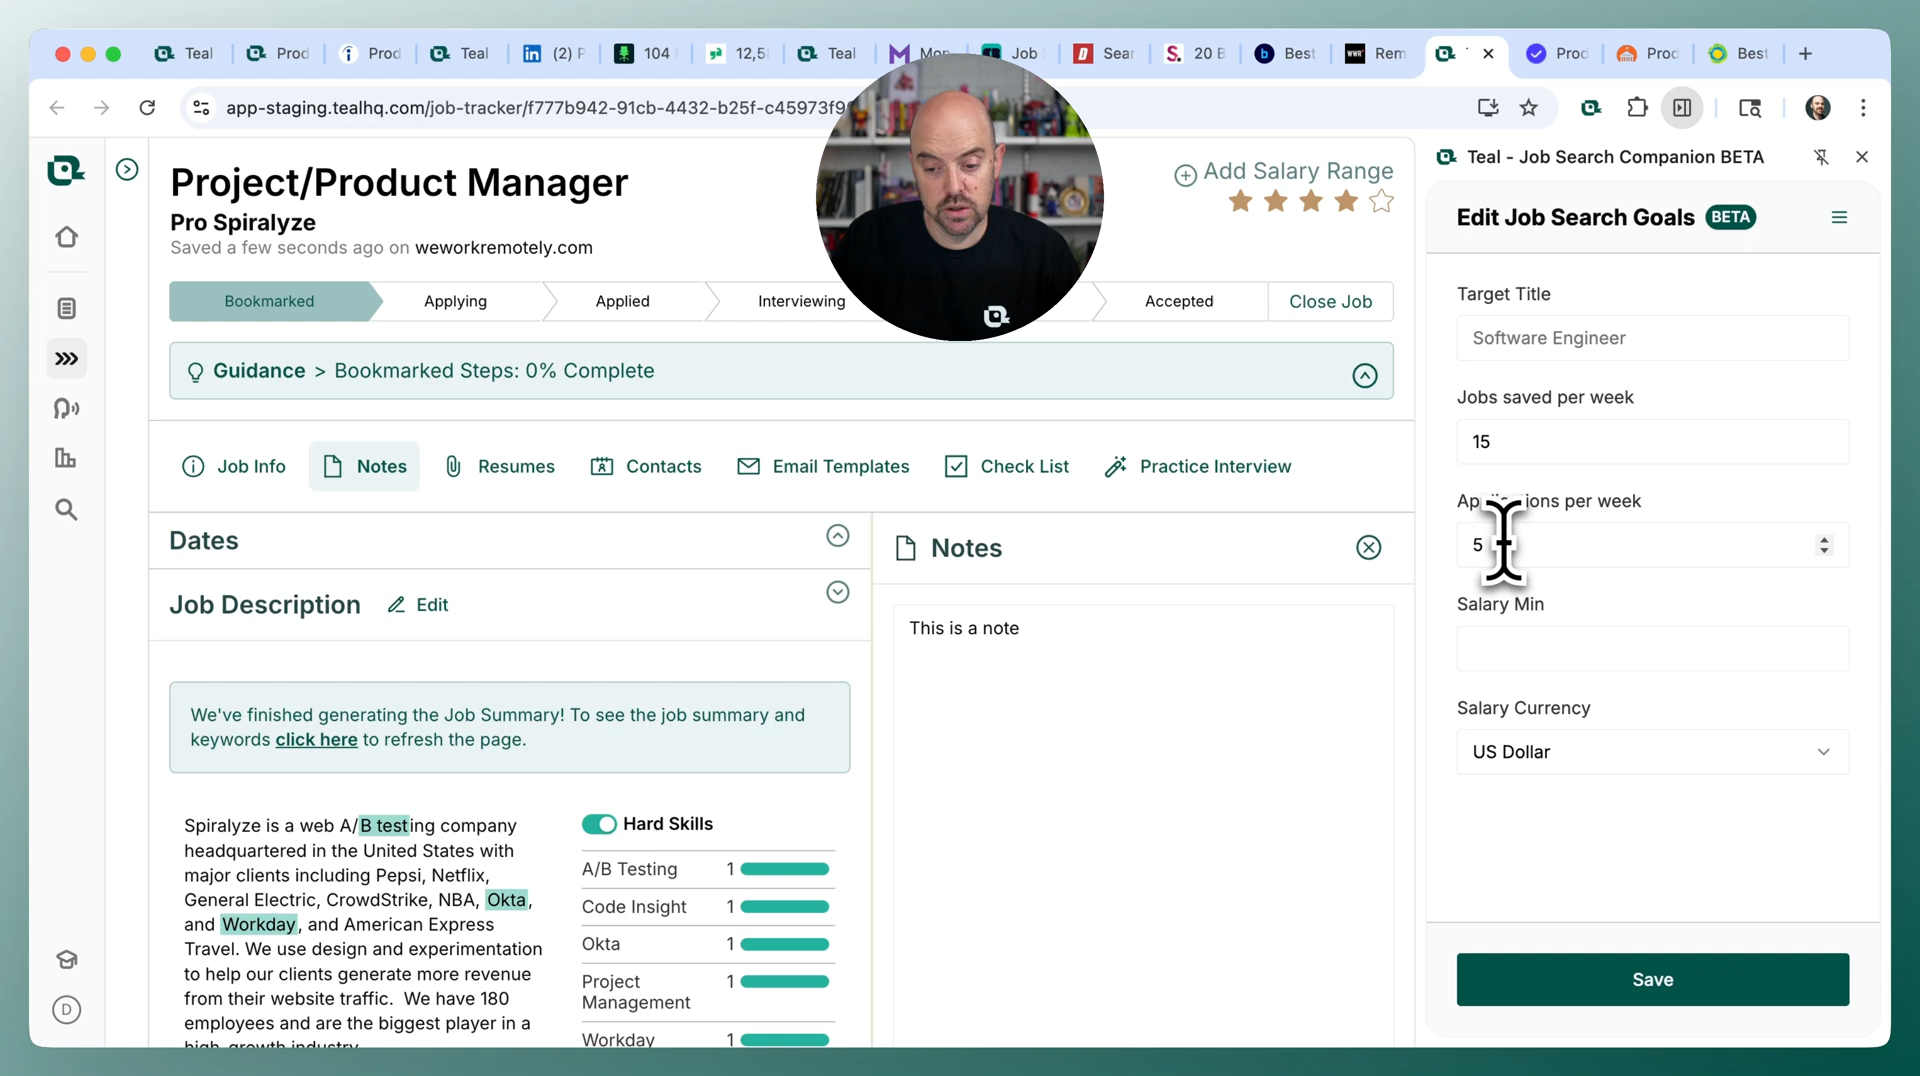 Teal
Prod
Prod
Teal
(2) P
104
12,5
Teal
Job
Sear
20 B
Best
Rem
Prod
Prod
Best
app-staging.tealhq.com/job-tracker/f777b942-91cb-4432-b25f-c45973f9
Project/Product Manager
Pro Spiralyze
Saved a few seconds ago on weworkremotely.com
Add Salary Range
Bookmarked
Applying
Applied
Interviewing
Accepted
Close Job
Guidance > Bookmarked Steps: 0% Complete
Job Info
Notes
Resumes
Contacts
Email Templates
Check List
Practice Interview
Dates
Job Description
Edit
We've finished generating the Job Summary! To see the job summary and
keywords click here to refresh the page.
Spiralyze is a web A/B testing company
headquartered in the United States with
major clients including Pepsi, Netflix,
General Electric, CrowdStrike, NBA, Okta,
and Workday, and American Express
Travel. We use design and experimentation
to help our clients generate more revenue
from their website traffic. We have 180
employees and are the biggest player in a
high-growth industry.
Hard Skills
A/B Testing 1
Code Insight 1
Okta 1
Project
Management 1
Workday 1
Notes
This is a note
Teal - Job Search Companion BETA
Edit Job Search Goals BETA
Target Title
Software Engineer
Jobs saved per week
15
Applications per week
5
Salary Min
Salary Currency
US Dollar
Save
D